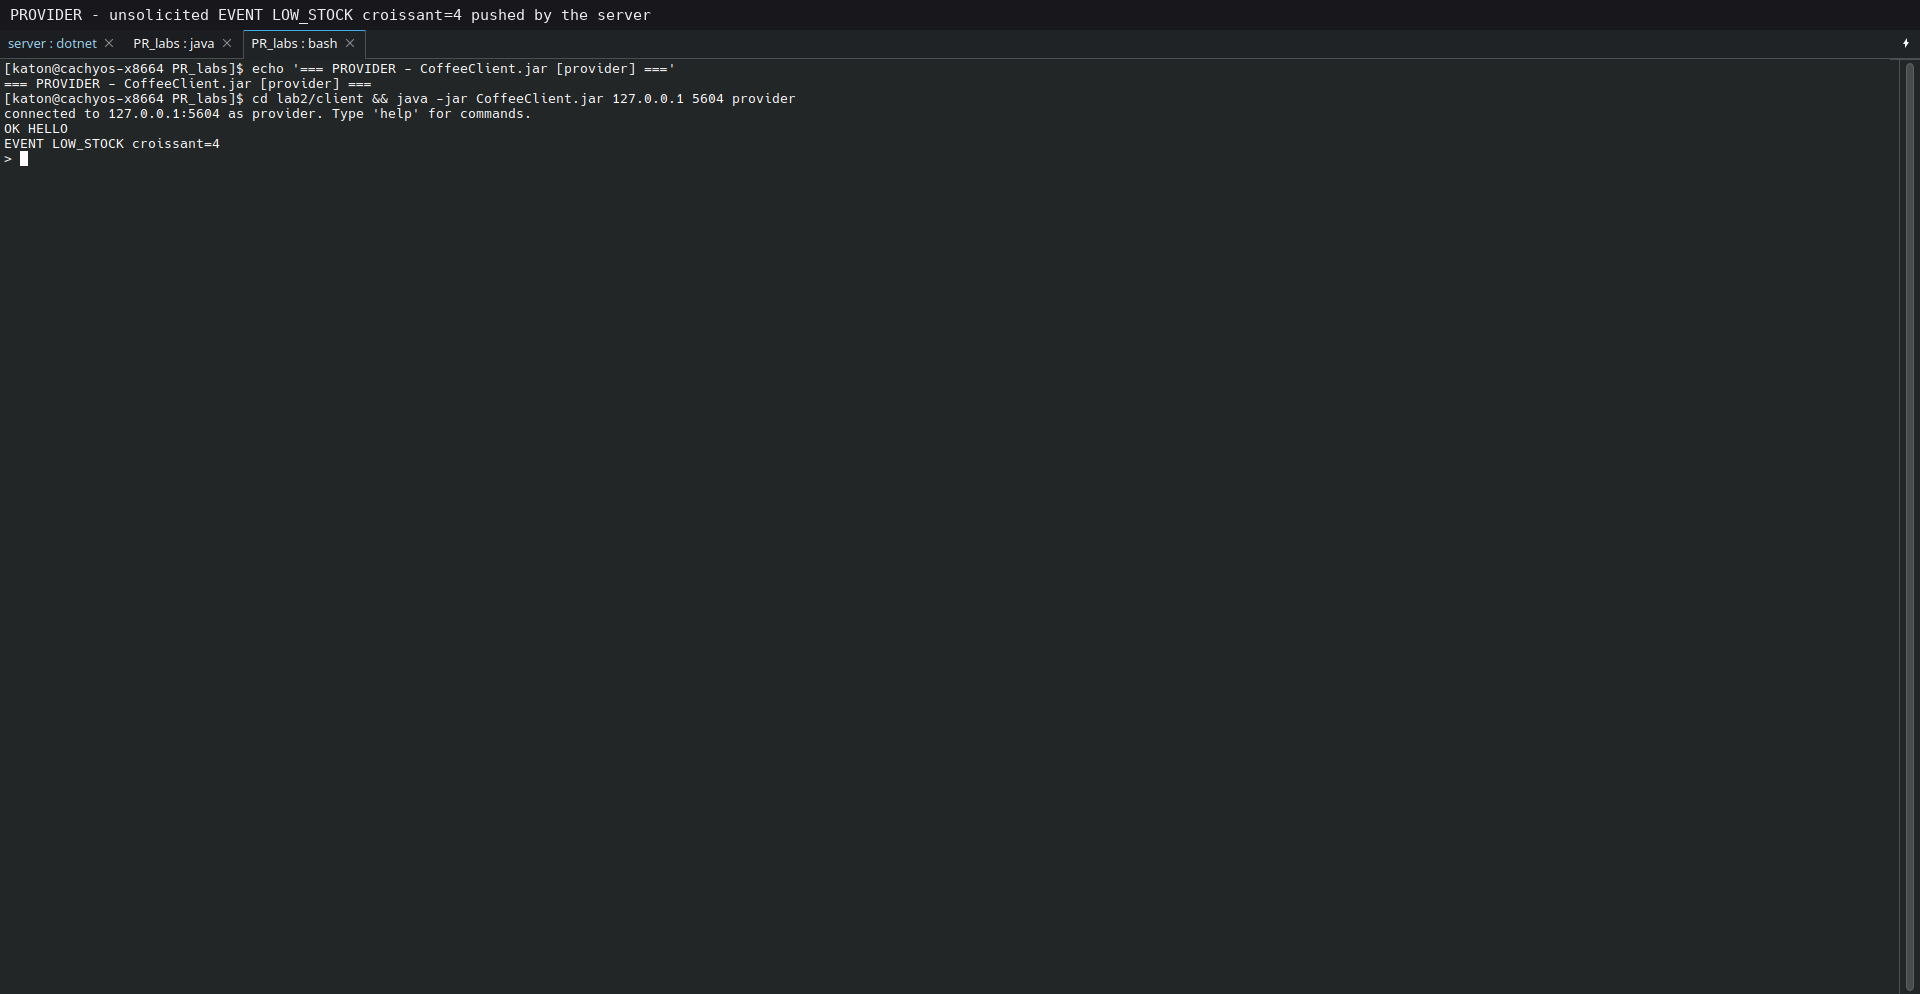 PROVIDER - unsolicited EVENT LOW_STOCK croissant=4 pushed by the server
server : dotnet
PR_labs : java
PR_labs : bash
[katon@cachyos-x8664 PR_labs]$ echo '=== PROVIDER - CoffeeClient.jar [provider] ==='
=== PROVIDER - CoffeeClient.jar [provider] ===
[katon@cachyos-x8664 PR_labs]$ cd lab2/client && java -jar CoffeeClient.jar 127.0.0.1 5604 provider
connected to 127.0.0.1:5604 as provider. Type 'help' for commands.
OK HELLO
EVENT LOW_STOCK croissant=4
>